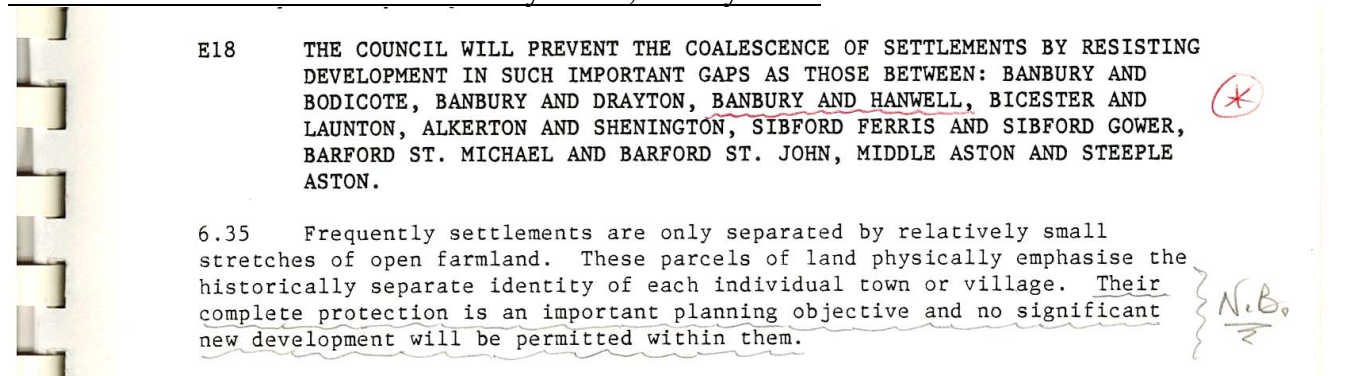 E18 THE COUNCIL WILL PREVENT THE COALESCENCE OF SETTLEMENTS BY RESISTING
DEVELOPMENT IN SUCH IMPORTANT GAPS AS THOSE BETWEEN: BANBURY AND
BODICOTE, BANBURY AND DRAYTON, BANBURY AND HANWELL, BICESTER AND
LAUNTON, ALKERTON AND SHENINGTON, SIBFORD FERRIS AND SIBFORD GOWER,
BARFORD ST. MICHAEL AND BARFORD ST. JOHN, MIDDLE ASTON AND STEEPLE
ASTON.
6.35 Frequently settlements are only separated by relatively small
stretches of open farmland. These parcels of land physically emphasise the
historically separate identity of each individual town or village. Their
complete protection is an important planning objective and no significant
new development will be permitted within them.
N.B.